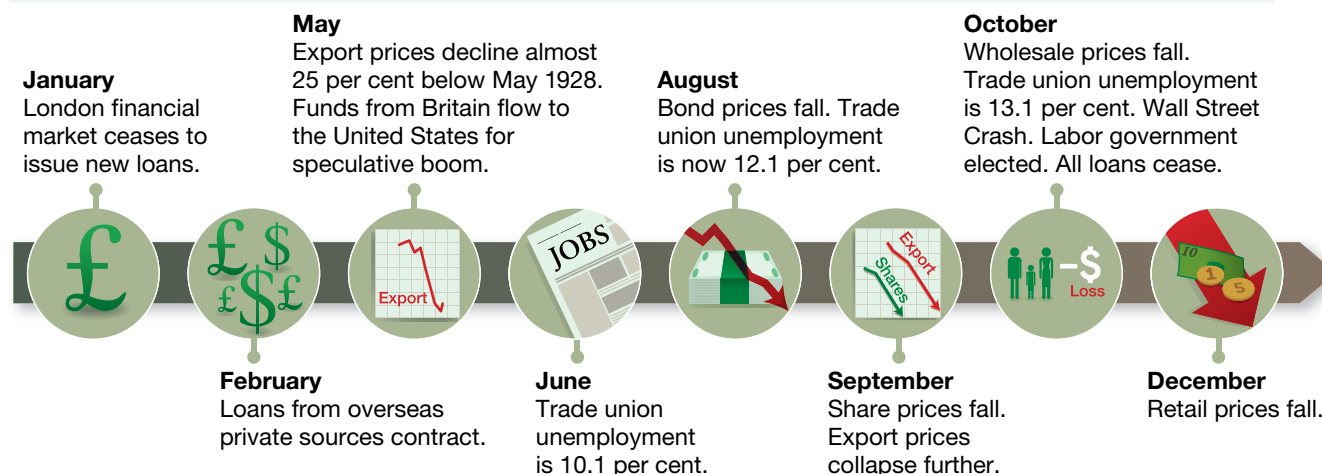 January
London financial
market ceases to
issue new loans.
£
February
Loans from overseas
private sources contract.
£ $
£ $ £
May
Export prices decline almost
25 per cent below May 1928.
Funds from Britain flow to
the United States for
speculative boom.
Export
June
Trade union
unemployment
is 10.1 per cent.
JOBS
August
Bond prices fall. Trade
union unemployment
is now 12.1 per cent.
September
Share prices fall.
Export prices
collapse further.
Export
Shares
October
Wholesale prices fall.
Trade union unemployment
is 13.1 per cent. Wall Street
Crash. Labor government
elected. All loans cease.
-$
Loss
December
Retail prices fall.
10
1
5